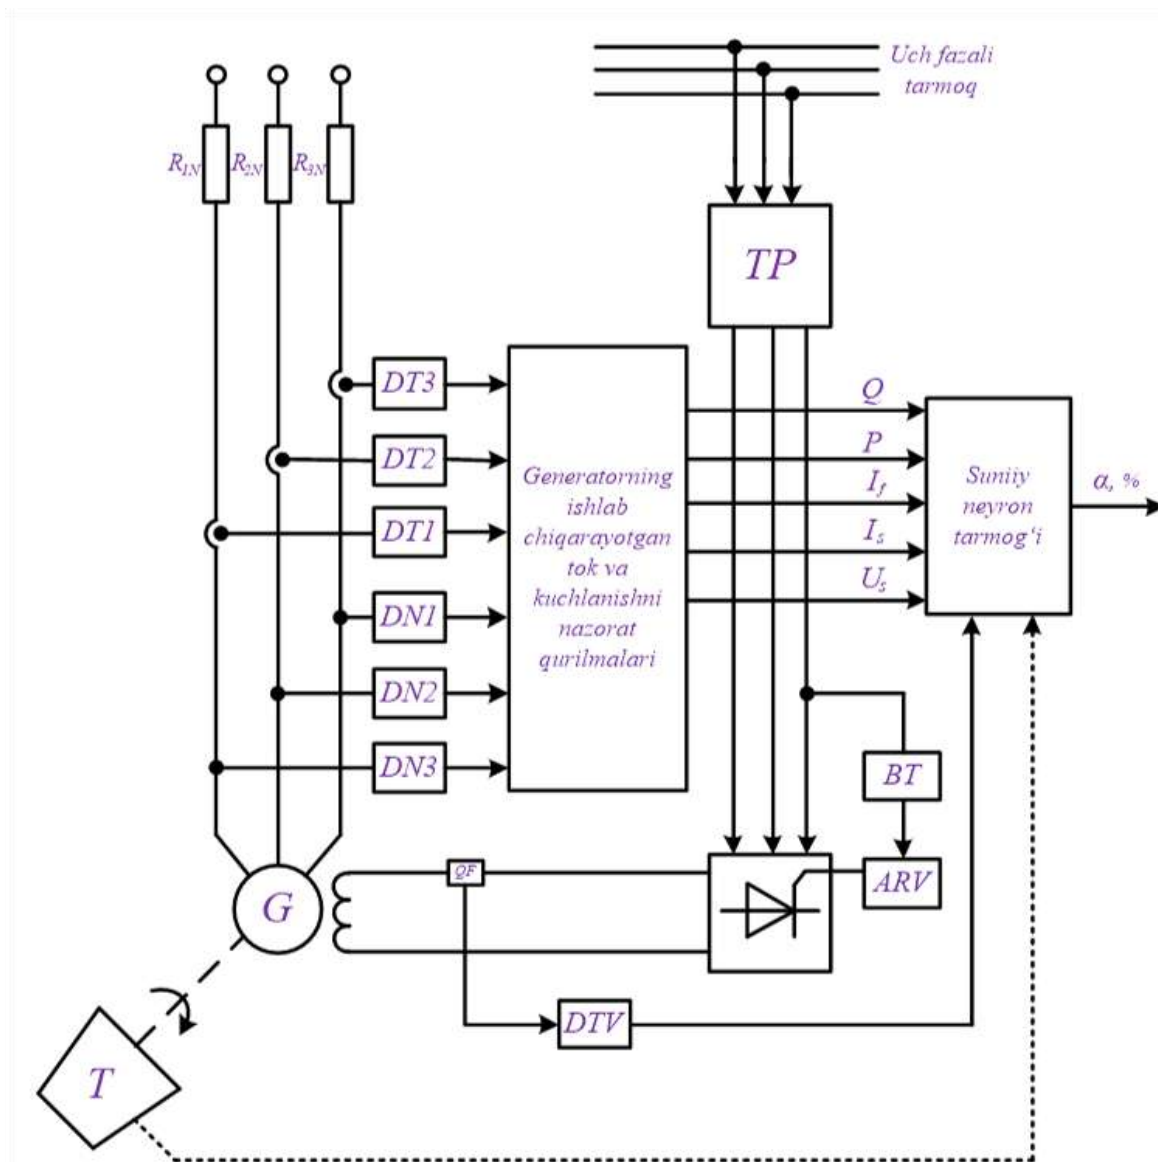 Uch fazali
tarmoq
R1N R2N R3N
TP
DT3
DT2
DT1
DN1
DN2
DN3
Generatorning
ishlab
chiqarayotgan
tok va
kuchlanishni
nazorat
qurilmalari
Q
P
If
Is
Us
Suniiy
neyron
tarmog‘i
α, %
BT
ARV
QF
G
DTV
T